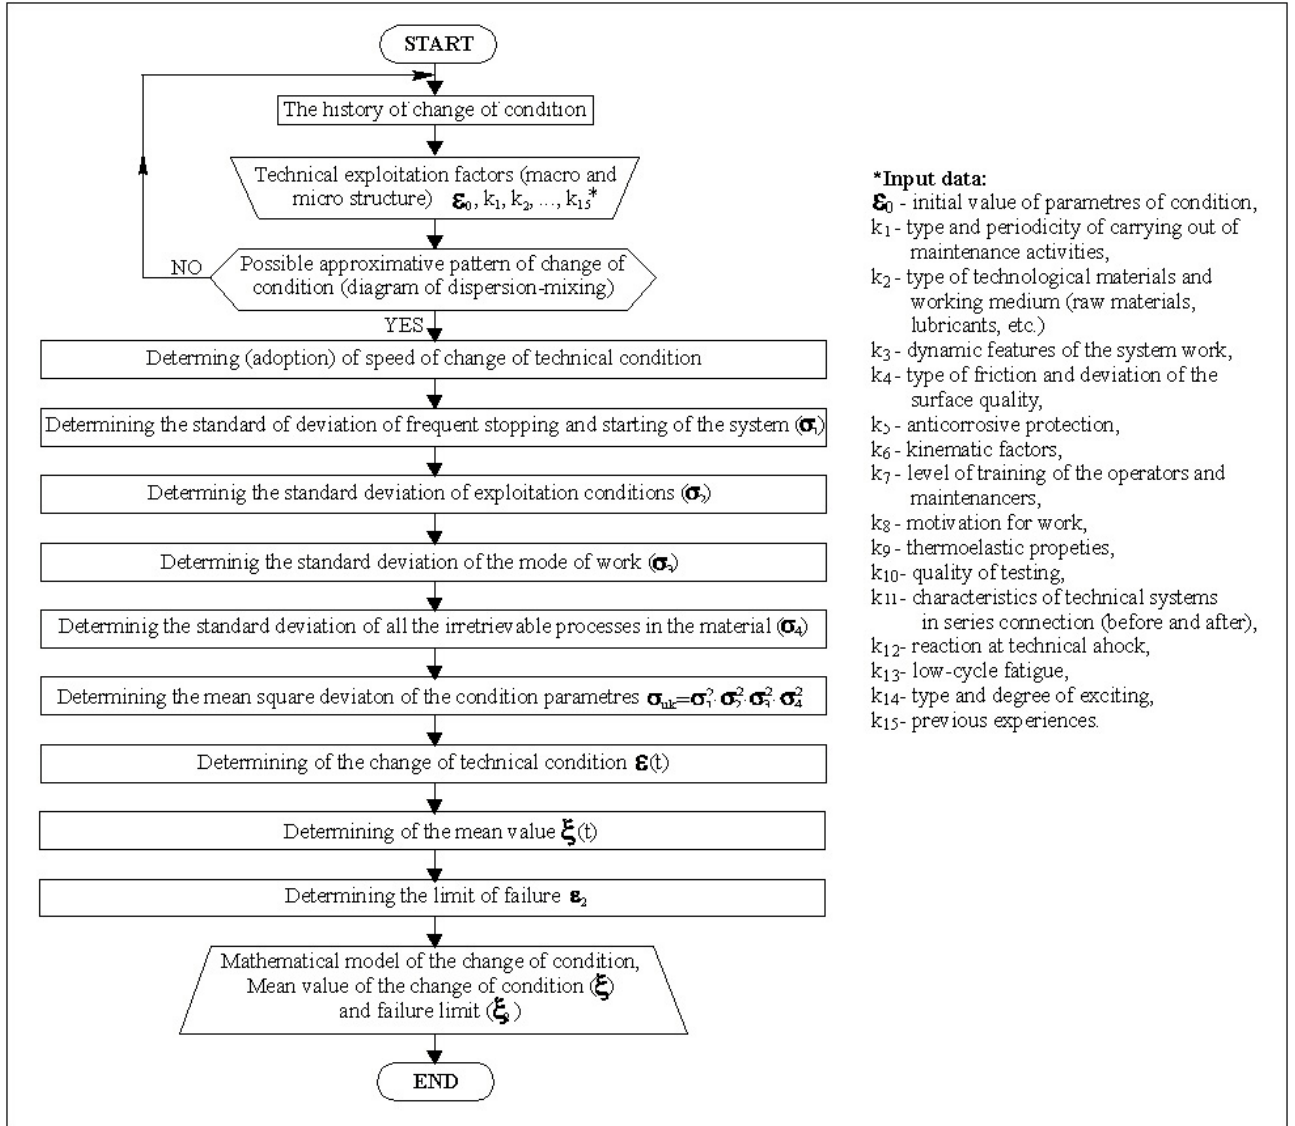 START
The history of change of condition
Technical exploitation factors (macro and
micro structure) ε₀, k₁, k₂, ..., k₁₅*
NO
Possible approximative pattern of change of
condition (diagram of dispersion-mixing)
YES
Determing (adoption) of speed of change of technical condition
Determining the standard of deviation of frequent stopping and starting of the system (σ₁)
Determinig the standard deviation of exploitation conditions (σ₂)
Determinig the standard deviation of the mode of work (σ₃)
Determinig the standard deviation of all the irretrievable processes in the material (σ₄)
Determining the mean square deviaton of the condition parametres σ_uk=σ₁²·σ₂²·σ₃²·σ₄²
Determining of the change of technical condition ε(t)
Determining of the mean value ξ(t)
Determining the limit of failure ε₂
Mathematical model of the change of condition,
Mean value of the change of condition (ξ)
and failure limit (ξ₂)
END
*Input data:
ε₀ - initial value of parametres of condition,
k₁ - type and periodicity of carrying out of
maintenance activities,
k₂ - type of technological materials and
working medium (raw materials,
lubricants, etc.)
k₃ - dynamic features of the system work,
k₄ - type of friction and deviation of the
surface quality,
k₅ - anticorrosive protection,
k₆ - kinematic factors,
k₇ - level of training of the operators and
maintenancers,
k₈ - motivation for work,
k₉ - thermoelastic propeties,
k₁₀- quality of testing,
k₁₁- characteristics of technical systems
in series connection (before and after),
k₁₂- reaction at technical ahock,
k₁₃- low-cycle fatigue,
k₁₄- type and degree of exciting,
k₁₅- previous experiences.